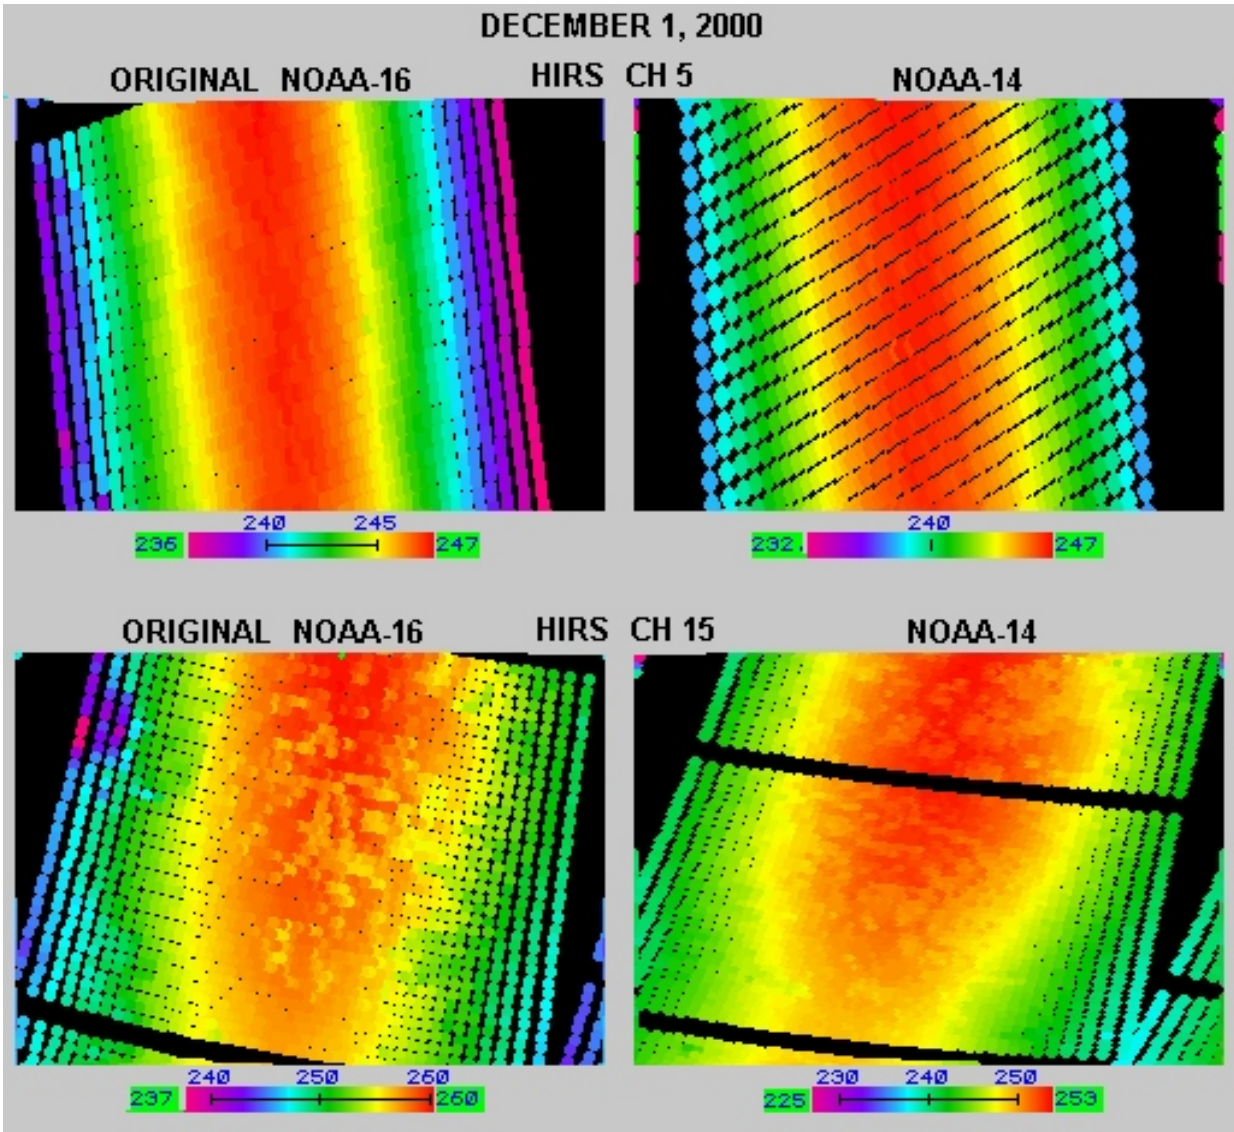 DECEMBER 1, 2000
ORIGINAL NOAA-16 HIRS CH 5 NOAA-14
240 245 240
236 247 232. 247
ORIGINAL NOAA-16 HIRS CH 15 NOAA-14
240 250 260 230 240 250
237 260 225 253